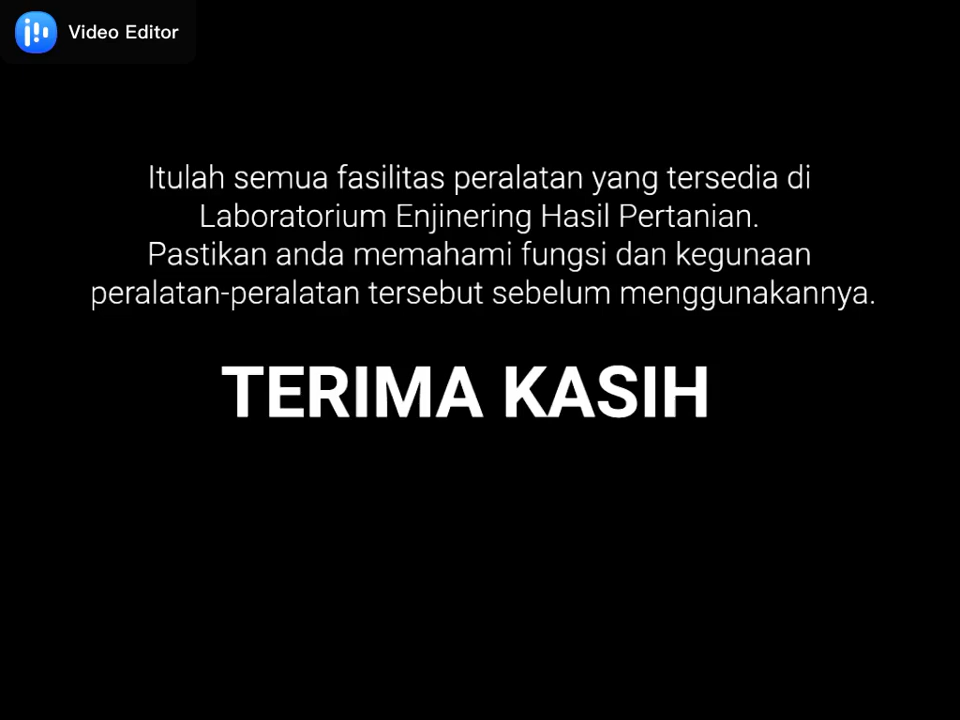 Video Editor
Itulah semua fasilitas peralatan yang tersedia di
Laboratorium Enjinering Hasil Pertanian.
Pastikan anda memahami fungsi dan kegunaan
peralatan-peralatan tersebut sebelum menggunakannya.
TERIMA KASIH